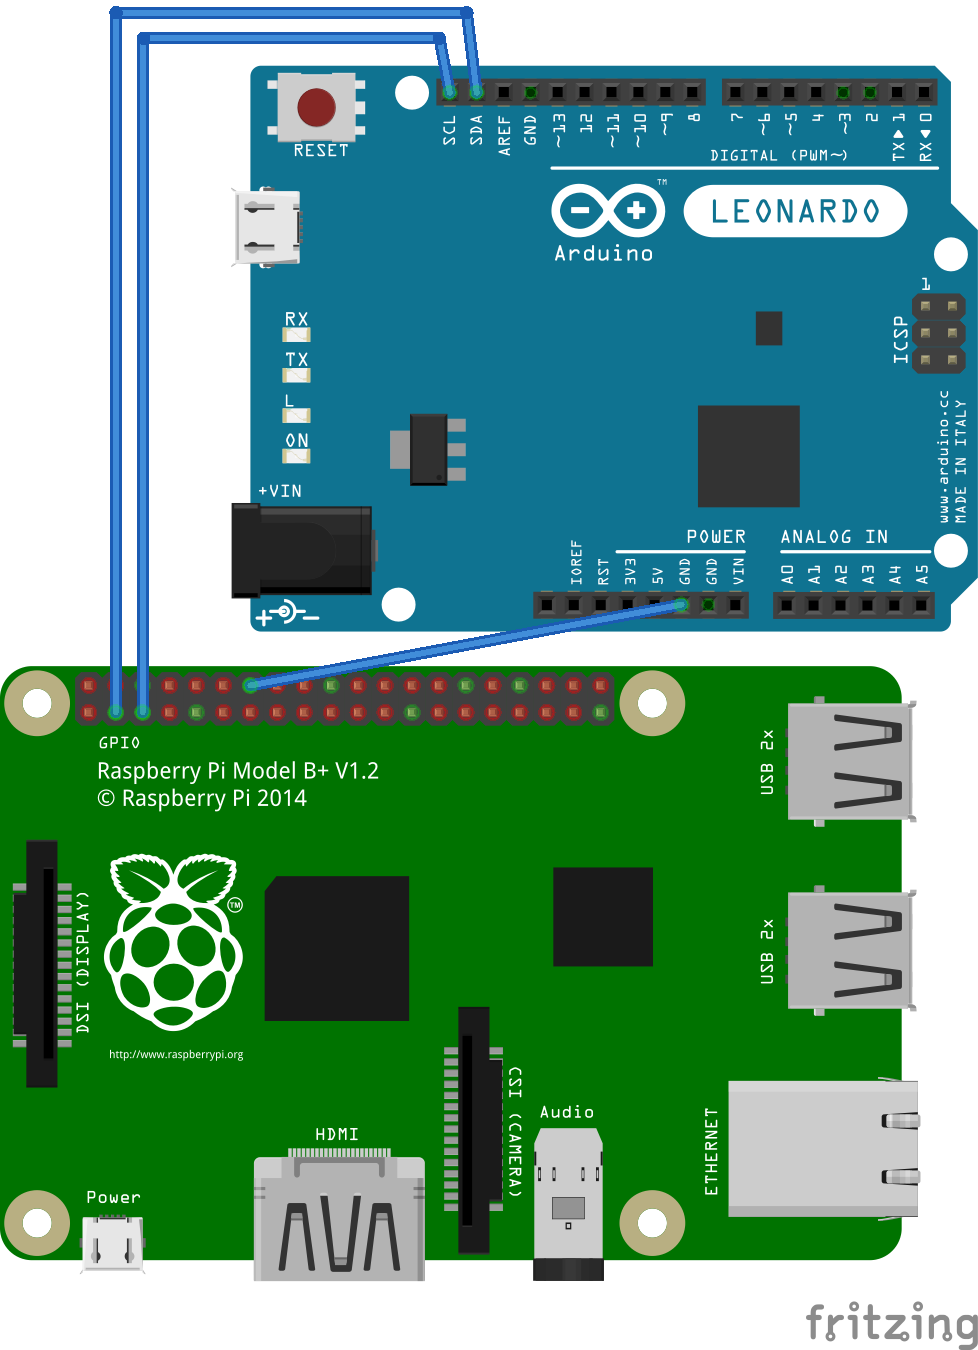 RESET
SCL
SDA
AREF
GND
~13
12
~11
~10
~9
8
7
~6
~5
4
~3
2
TX▶1
RX◀0
DIGITAL (PWM~)
TM
LEONARDO
Arduino
1
ICSP
RX
TX
L
ON
www.arduino.cc
MADE IN ITALY
+VIN
POWER
ANALOG IN
IOREF
RST
3V3
5V
GND
GND
VIN
A0
A1
A2
A3
A4
A5
GPIO
Raspberry Pi Model B+ V1.2
© Raspberry Pi 2014
USB 2x
TM
DSI (DISPLAY)
USB 2x
http://www.raspberrypi.org
CSI (CAMERA)
Audio
ETHERNET
HDMI
Power
fritzing